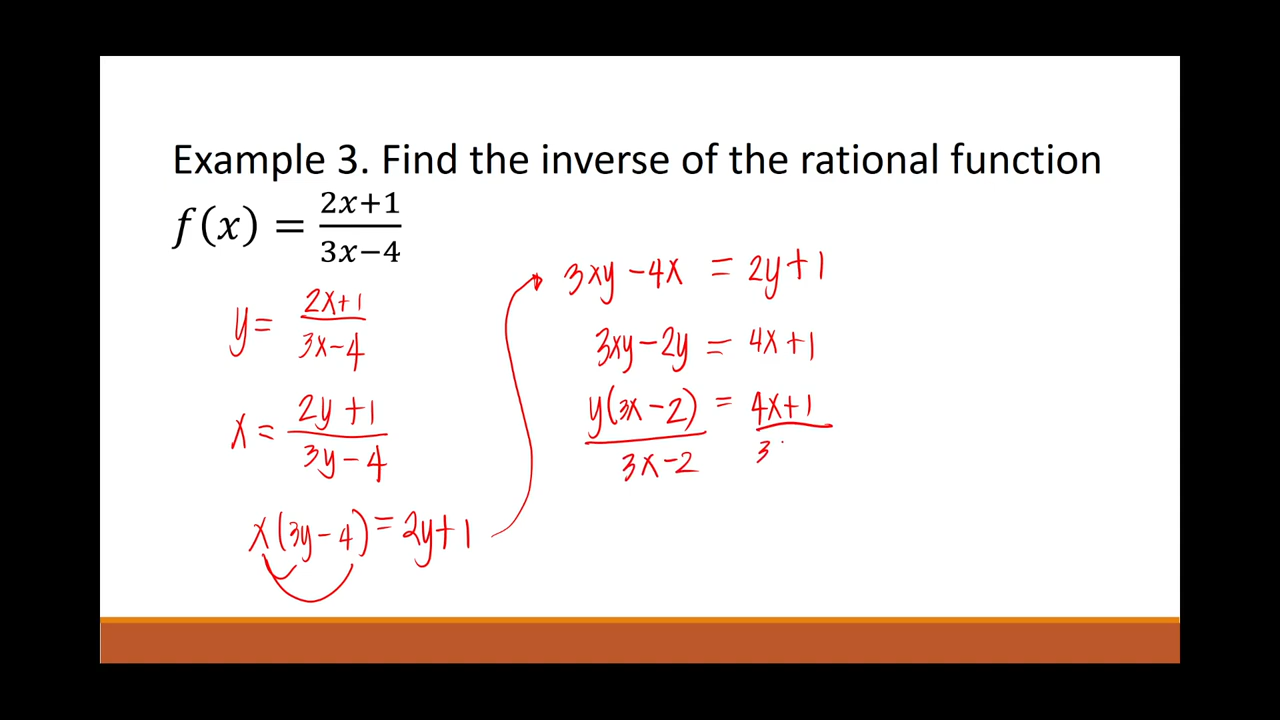 Example 3. Find the inverse of the rational function
f(x) = (2x+1)/(3x−4)
y = (2x+1)/(3x−4)
x = (2y+1)/(3y−4)
x(3y−4) = 2y+1
3xy −4x = 2y+1
3xy −2y = 4x+1
y(3x−2) = 4x+1
3x−2 3